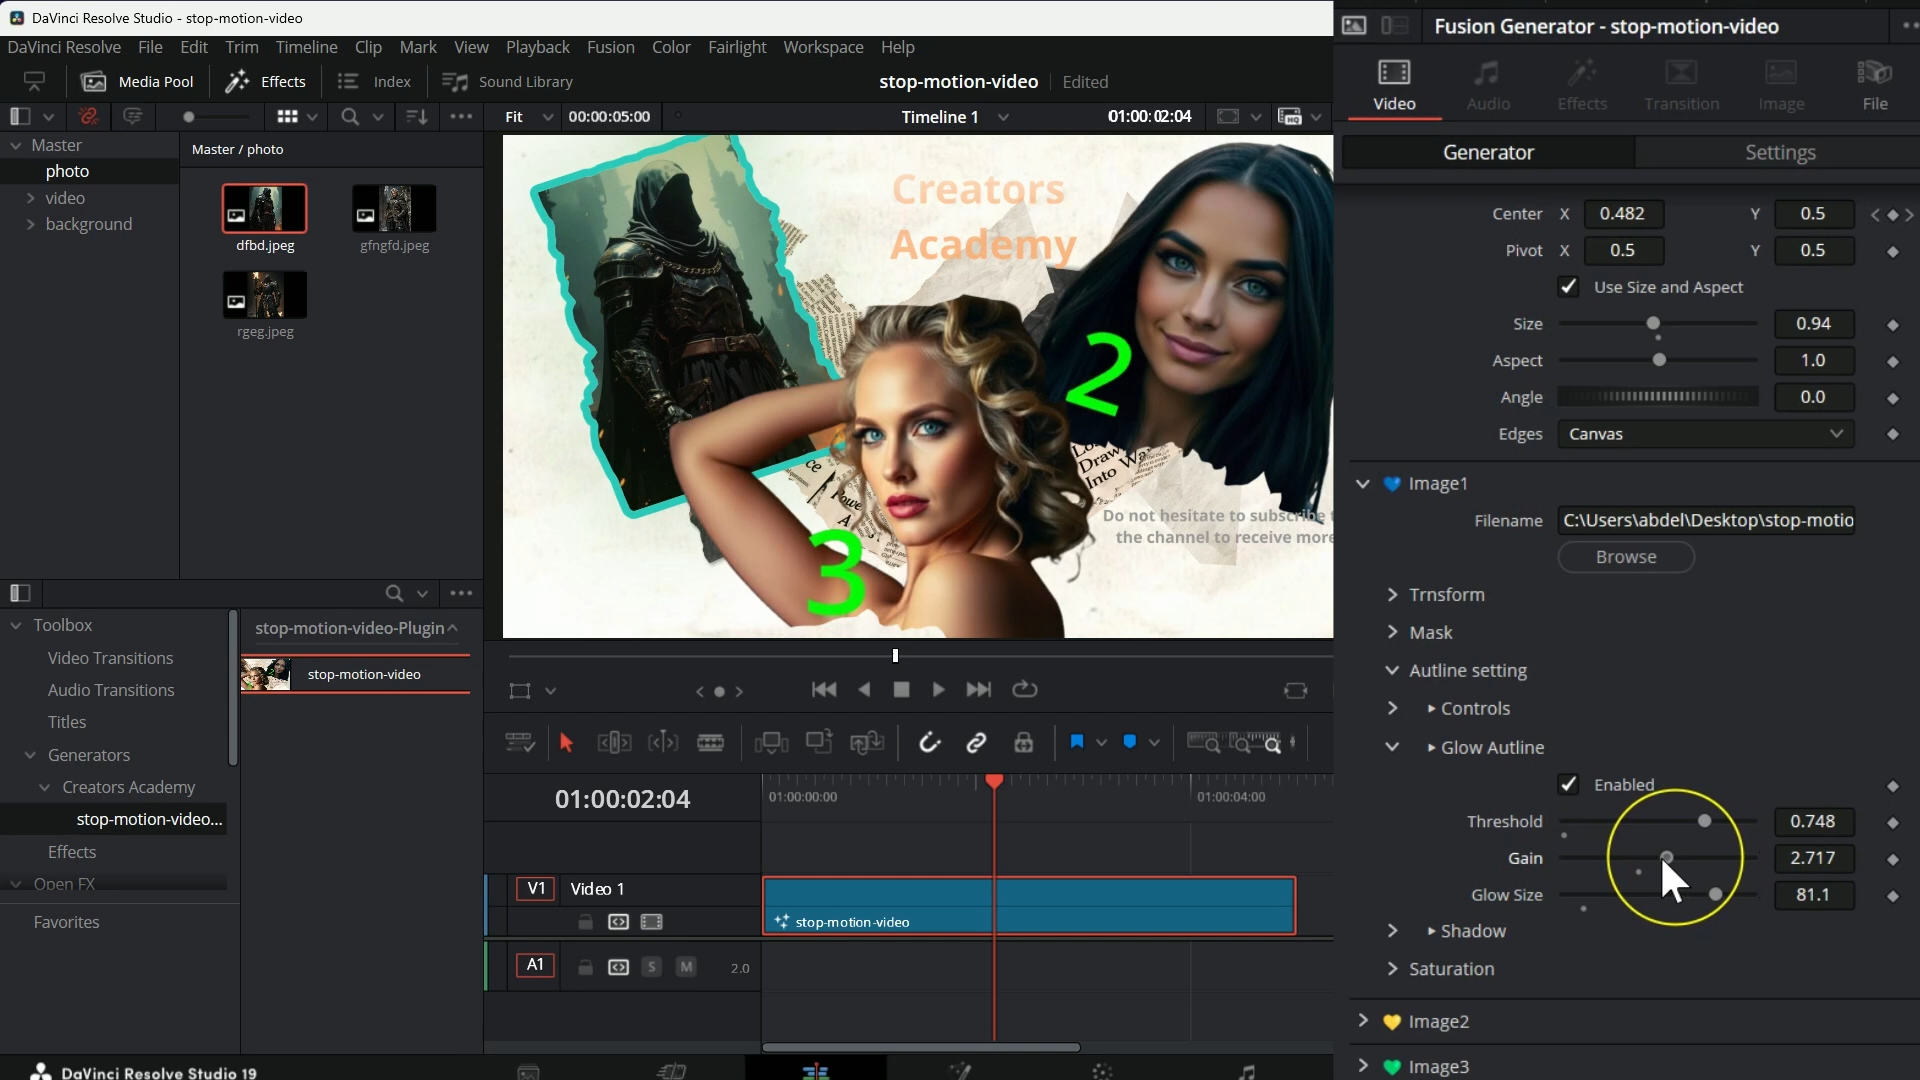 DaVinci Resolve Studio - stop-motion-video
DaVinci Resolve File Edit Trim Timeline Clip Mark View Playback Fusion Color Fairlight Workspace Help
Media Pool Effects Index Sound Library
stop-motion-video Edited
Fit 00:00:05:00 Timeline 1 01:00:02:04
Master
photo
video
background
Master / photo
dfbd.jpeg gfngfd.jpeg
rgeg.jpeg
Creators
Academy
2
3
ce
Powe
A
Draw
Into Wa
Do not hesitate to subscribe t
the channel to receive more
Toolbox
Video Transitions
Audio Transitions
Titles
Generators
Creators Academy
stop-motion-video...
Effects
Open FX
Favorites
stop-motion-video-Plugin
stop-motion-video
01:00:02:04
01:00:00:00 01:00:04:00
V1 Video 1
stop-motion-video
A1 S M 2.0
DaVinci Resolve Studio 19
Fusion Generator - stop-motion-video
Video Audio Effects Transition Image File
Generator Settings
Center X 0.482 Y 0.5
Pivot X 0.5 Y 0.5
Use Size and Aspect
Size 0.94
Aspect 1.0
Angle 0.0
Edges Canvas
Image1
Filename C:\Users\abdel\Desktop\stop-motio
Browse
Trnsform
Mask
Autline setting
Controls
Glow Autline
Enabled
Threshold 0.748
Gain 2.717
Glow Size 81.1
Shadow
Saturation
Image2
Image3